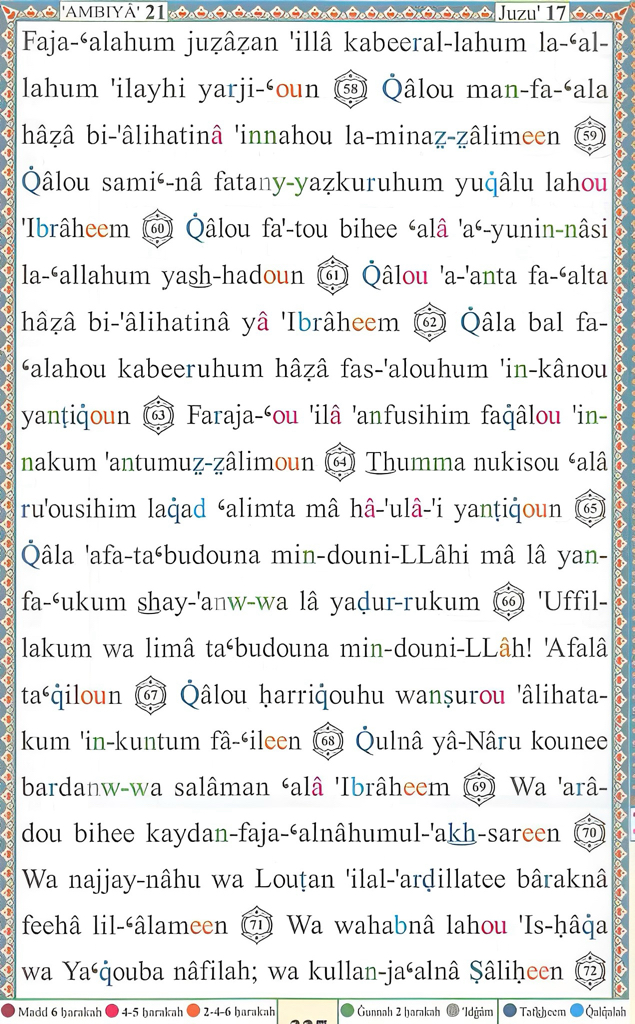 'AMBIYÂ' 21 Juzu' 17
Faja-ʿalahum juẓâẓan 'illâ kabeeral-lahum la-ʿal-
lahum 'ilayhi yarji-ʿoun 58 Q̇âlou man-fa-ʿala
hâẓâ bi-'âlihatinâ 'innahou la-minaẓ-ẓâlimeen 59
Q̇âlou samiʿ-nâ fatany-yaẓkuruhum yuq̇âlu lahou
'Ibrâheem 60 Q̇âlou fa'-tou bihee ʿalâ 'aʿ-yunin-nâsi
la-ʿallahum yash-hadoun 61 Q̇âlou 'a-'anta fa-ʿalta
hâẓâ bi-'âlihatinâ yâ 'Ibrâheem 62 Q̇âla bal fa-
ʿalahou kabeeruhum hâẓâ fas-'alouhum 'in-kânou
yanṭiq̇oun 63 Faraja-ʿou 'ilâ 'anfusihim faq̇âlou 'in-
nakum 'antumuẓ-ẓâlimoun 64 Thumma nukisou ʿalâ
ru'ousihim laq̇ad ʿalimta mâ hâ-'ulâ-'i yanṭiq̇oun 65
Q̇âla 'afa-taʿbudouna min-douni-LLâhi mâ lâ yan-
fa-ʿukum shay-'anw-wa lâ yaḍur-rukum 66 'Uffil-
lakum wa limâ taʿbudouna min-douni-LLâh! 'Afalâ
taʿq̇iloun 67 Q̇âlou ḥarriq̇ouhu wanṣurou 'âlihata-
kum 'in-kuntum fâ-ʿileen 68 Q̇ulnâ yâ-Nâru kounee
bardanw-wa salâman ʿalâ 'Ibrâheem 69 Wa 'arâ-
dou bihee kaydan-faja-ʿalnâhumul-'akh-sareen 70
Wa najjay-nâhu wa Louṭan 'ilal-'arḍillatee bâraknâ
feehâ lil-ʿâlameen 71 Wa wahabnâ lahou 'Is-ḥâq̇a
wa Yaʿq̇ouba nâfilah; wa kullan-jaʿalnâ Ṣâliḥeen 72
Madd 6 ḥarakah 4-5 ḥarakah 2-4-6 ḥarakah Ġunnah 2 ḥarakah 'Idġâm Tafkheem Q̇alq̇alah